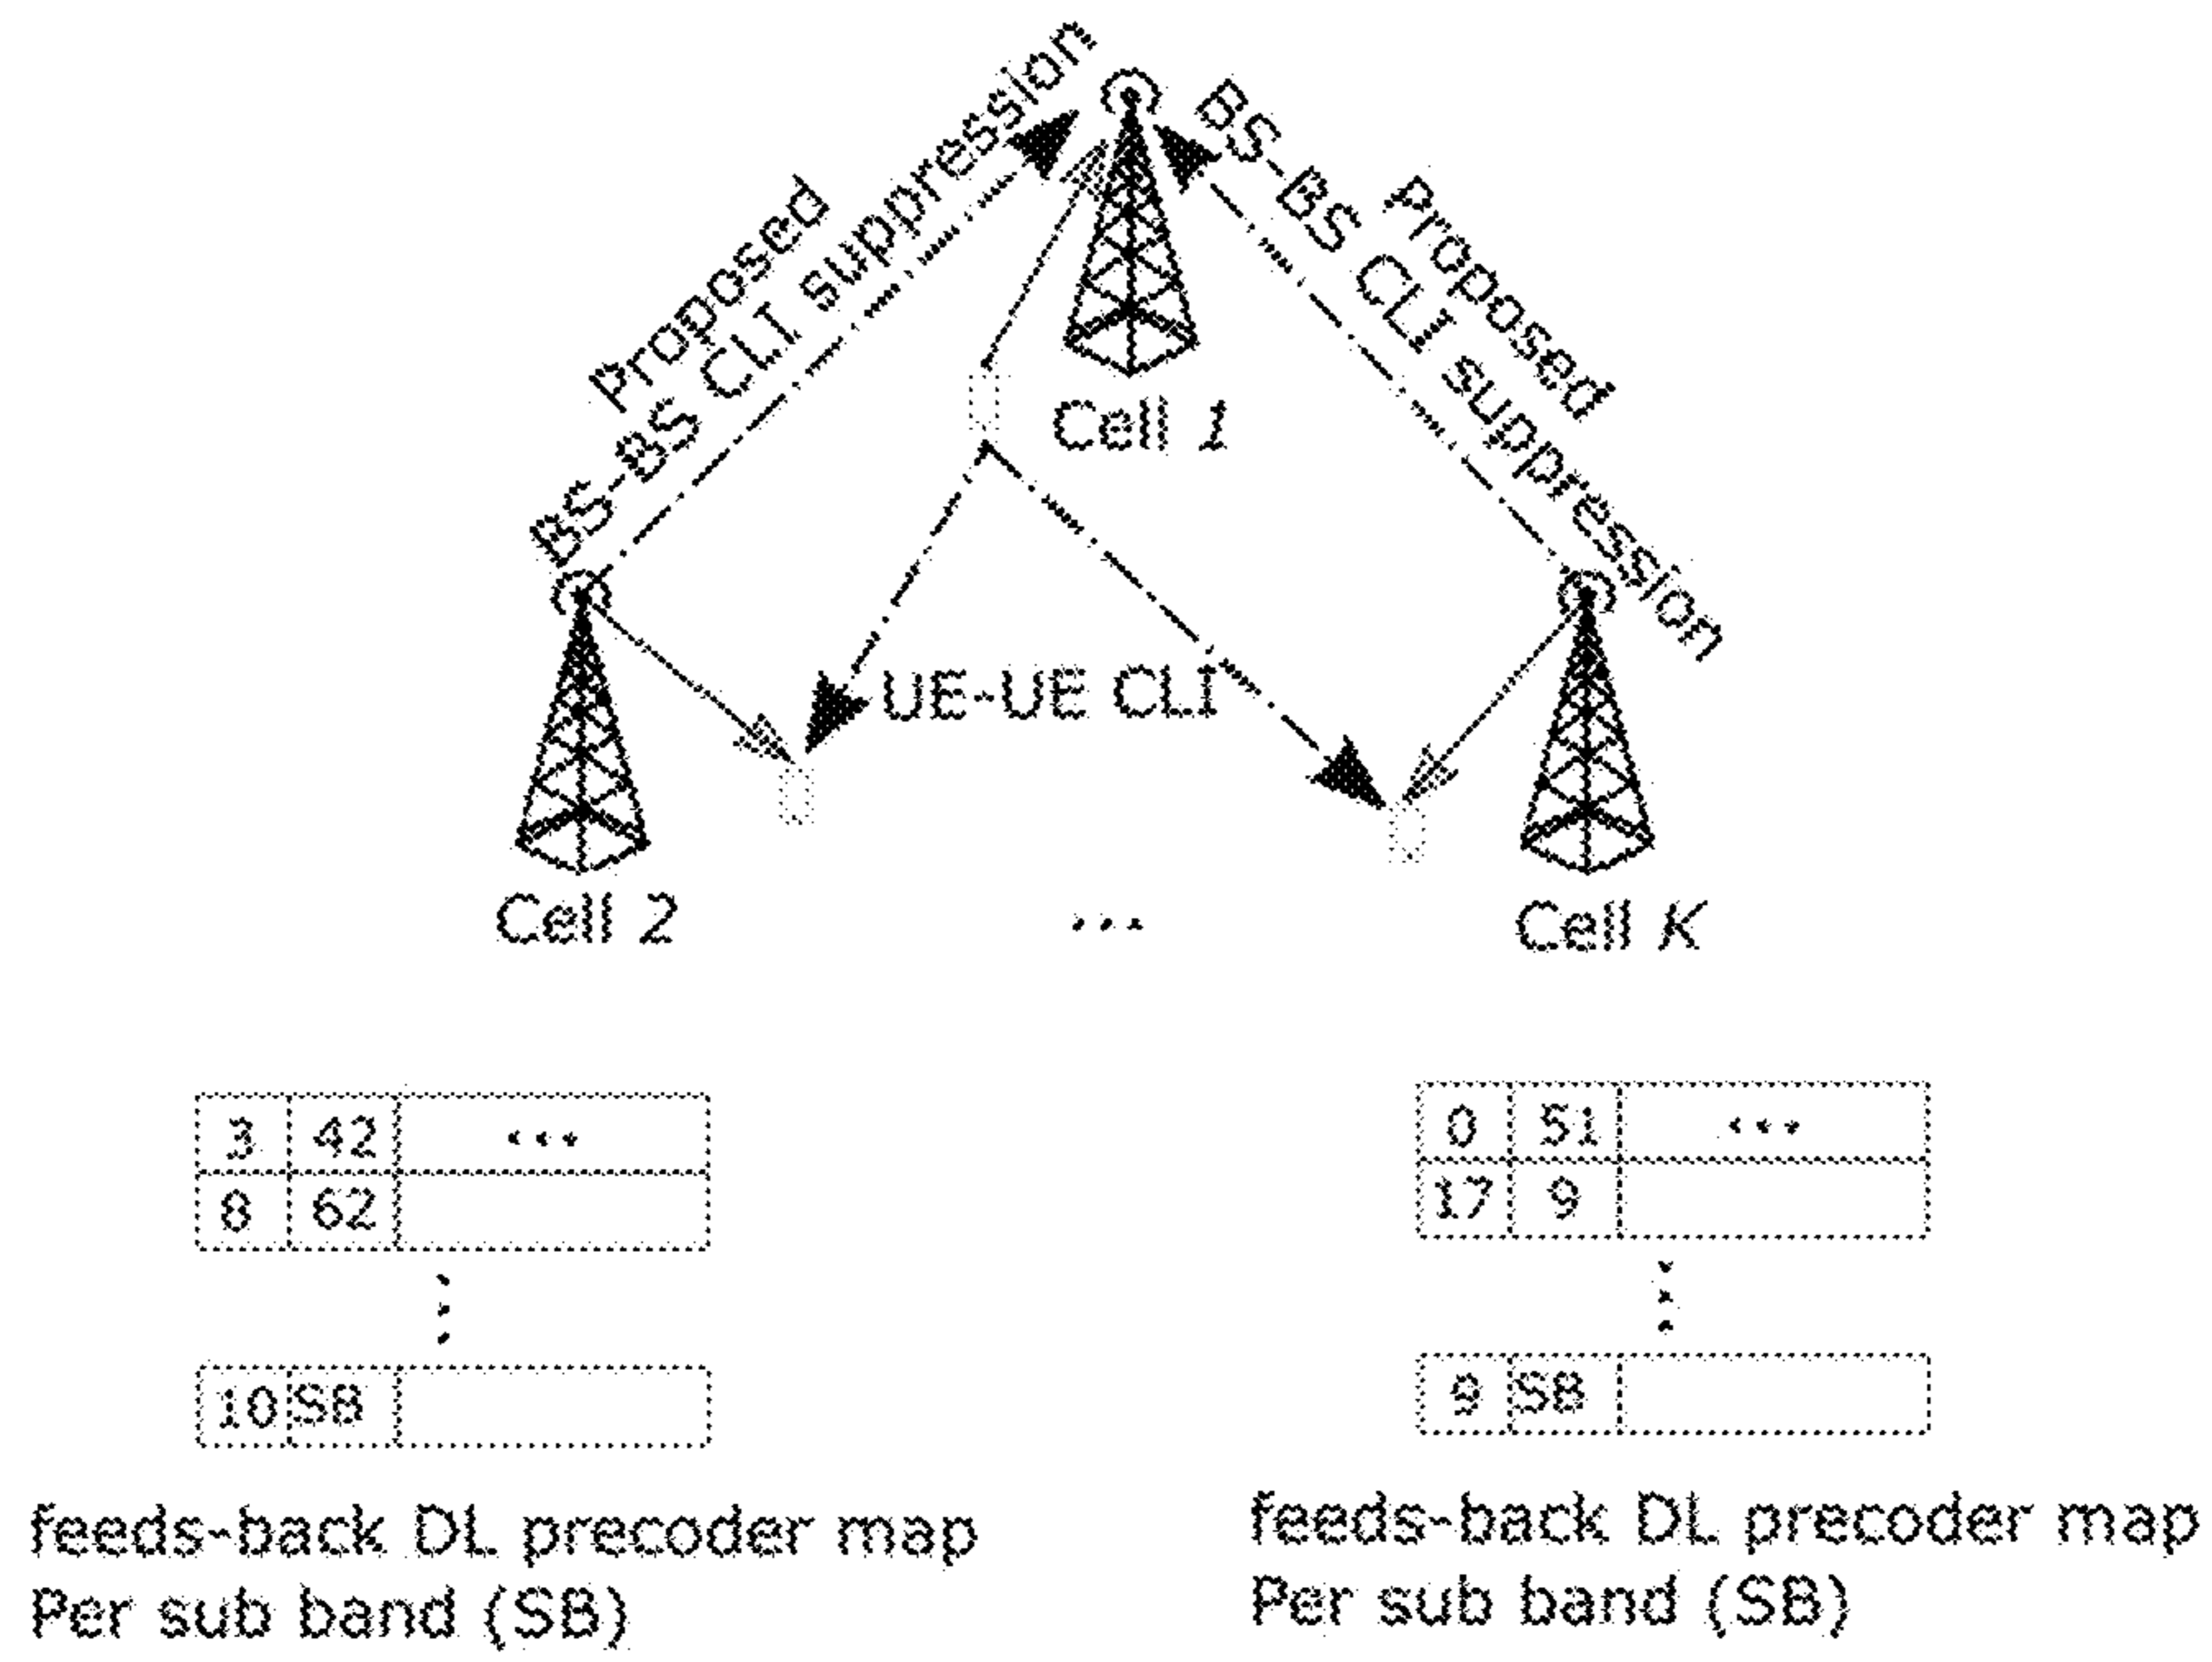 Proposed
BS-BS CLI suppression
Proposed
BS-BS CLI suppression
Cell 1
UE-UE CLI
Cell 2
...
Cell K
3 42 ...
8 62
10 SB
feeds-back DL precoder map
Per sub band (SB)
0 51 ...
17 9
9 SB
feeds-back DL precoder map
Per sub band (SB)